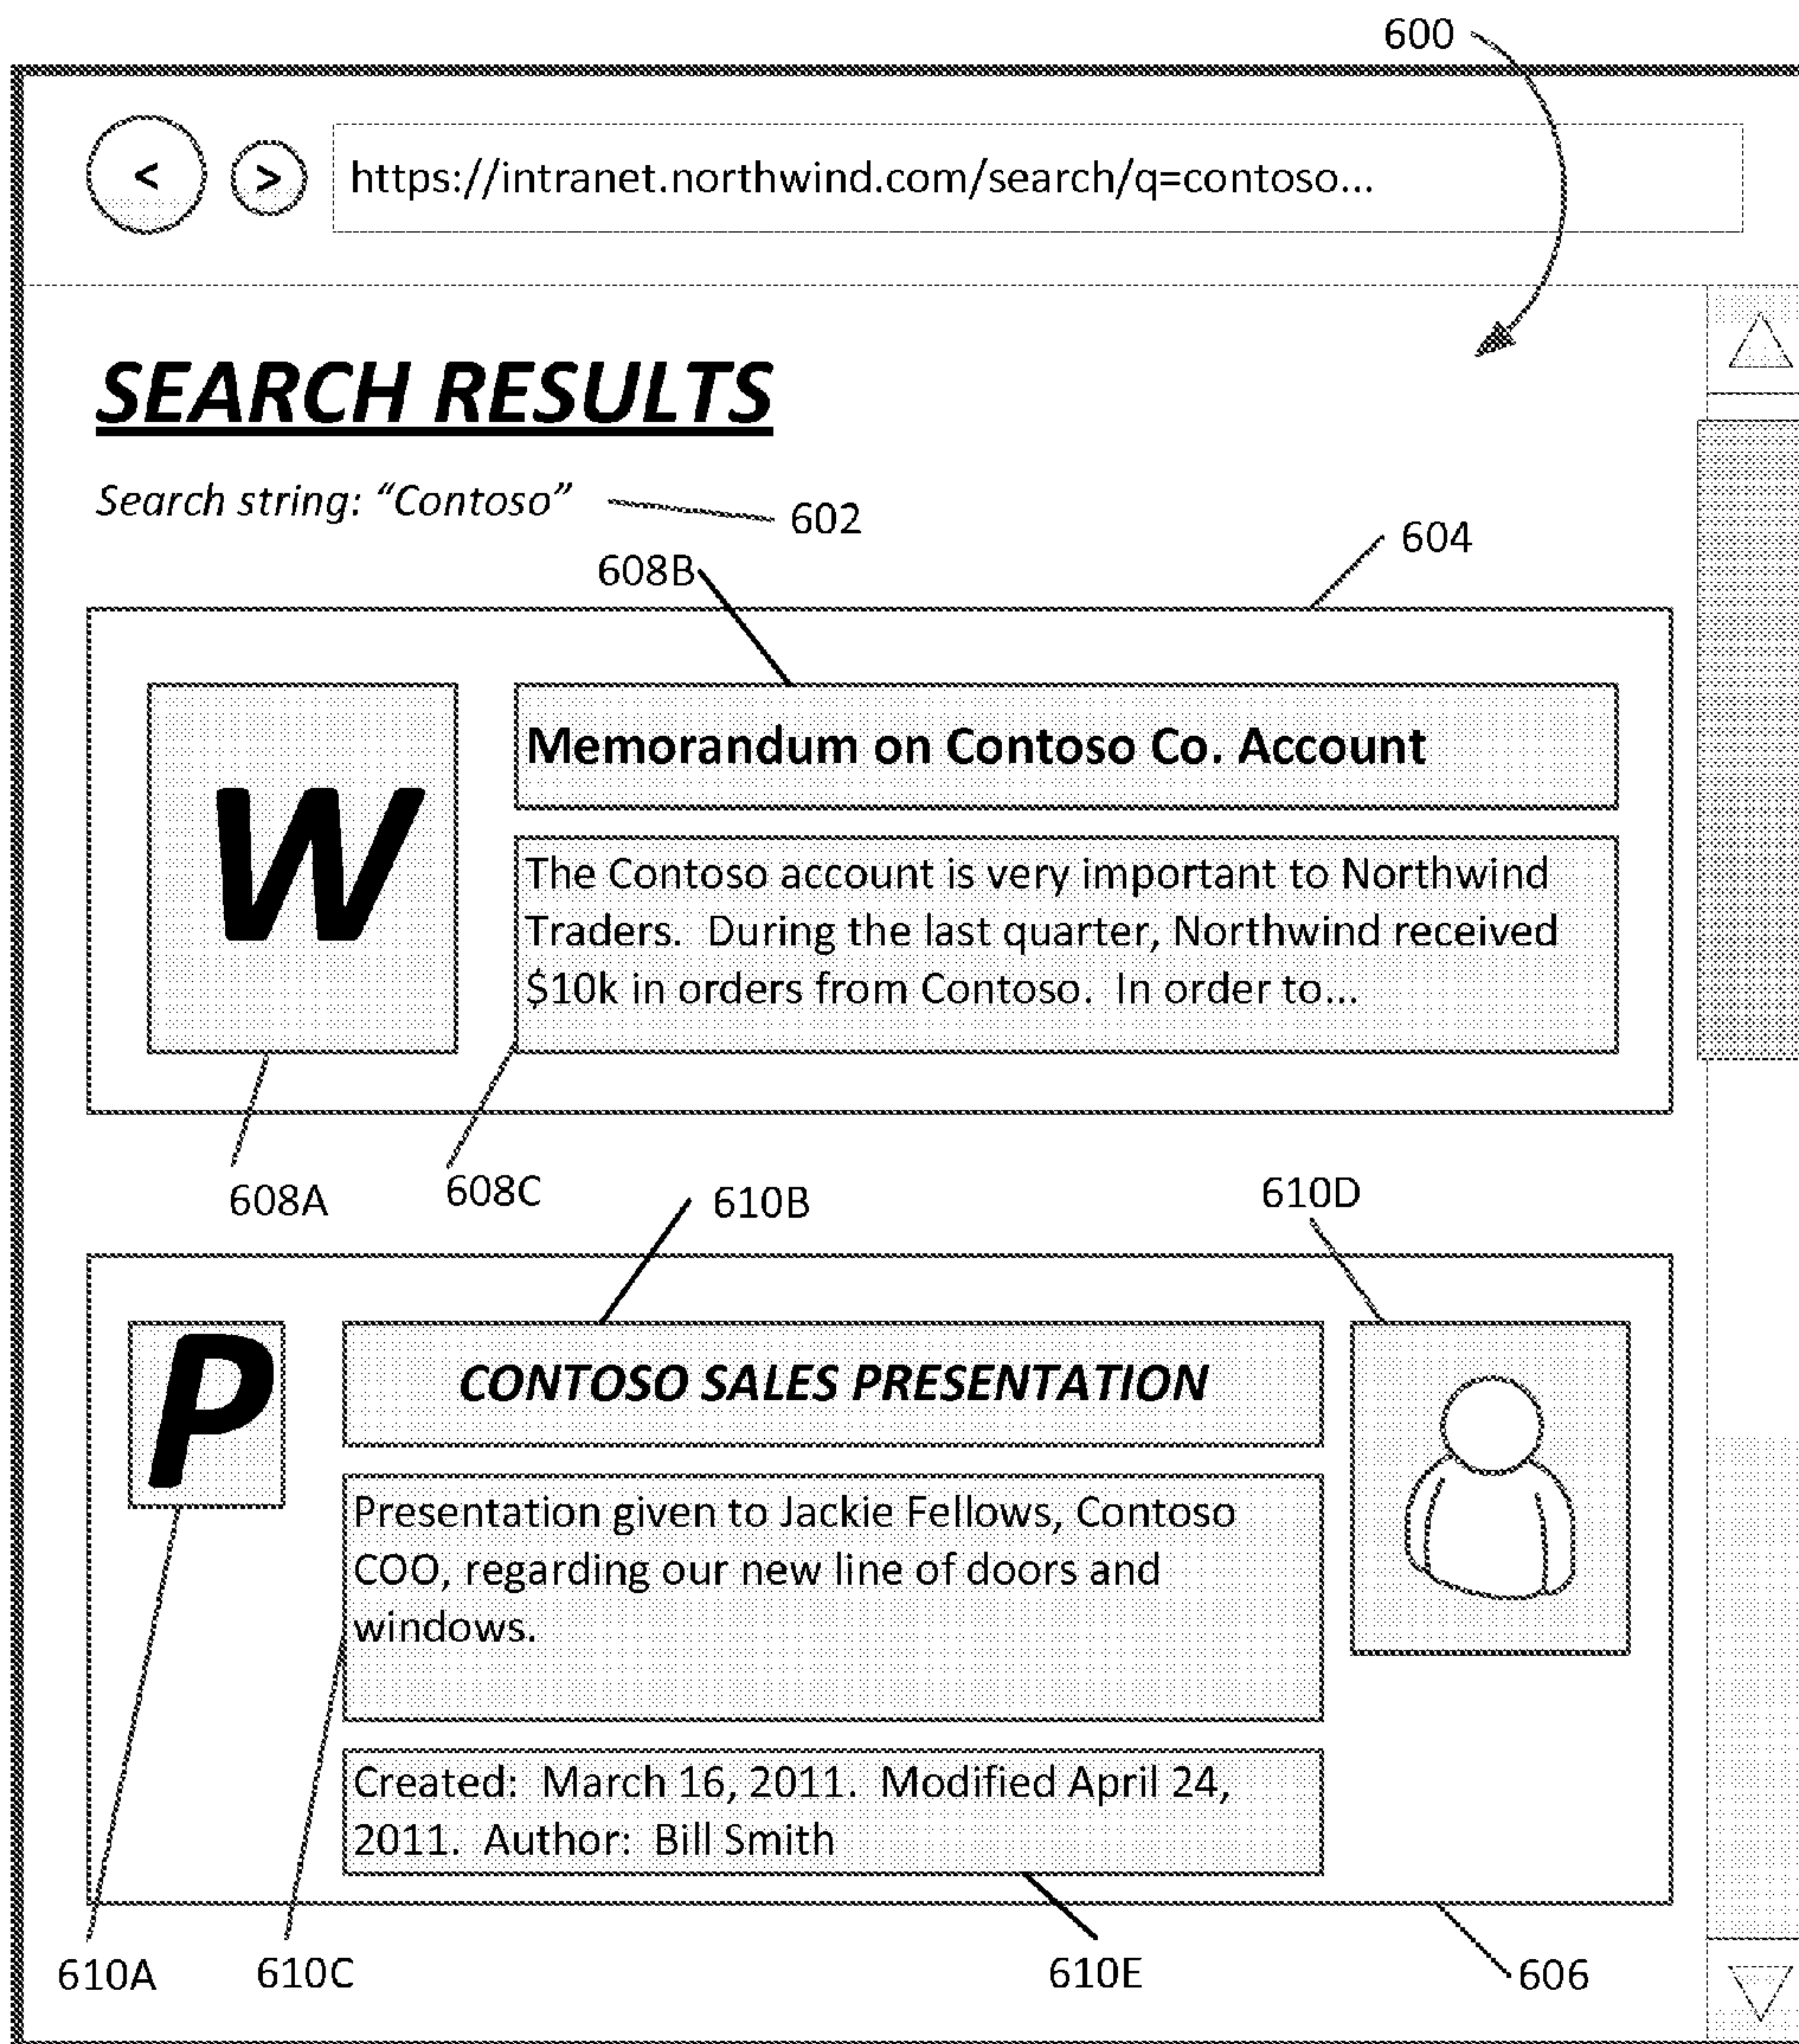 600
< > https://intranet.northwind.com/search/q=contoso...
SEARCH RESULTS
Search string: “Contoso”
602
604
608B
W
Memorandum on Contoso Co. Account
The Contoso account is very important to Northwind
Traders.  During the last quarter, Northwind received
$10k in orders from Contoso.  In order to...
608A
608C
610B
610D
P
CONTOSO SALES PRESENTATION
Presentation given to Jackie Fellows, Contoso
COO, regarding our new line of doors and
windows.
Created:  March 16, 2011.  Modified April 24,
2011.  Author:  Bill Smith
610A
610C
610E
606